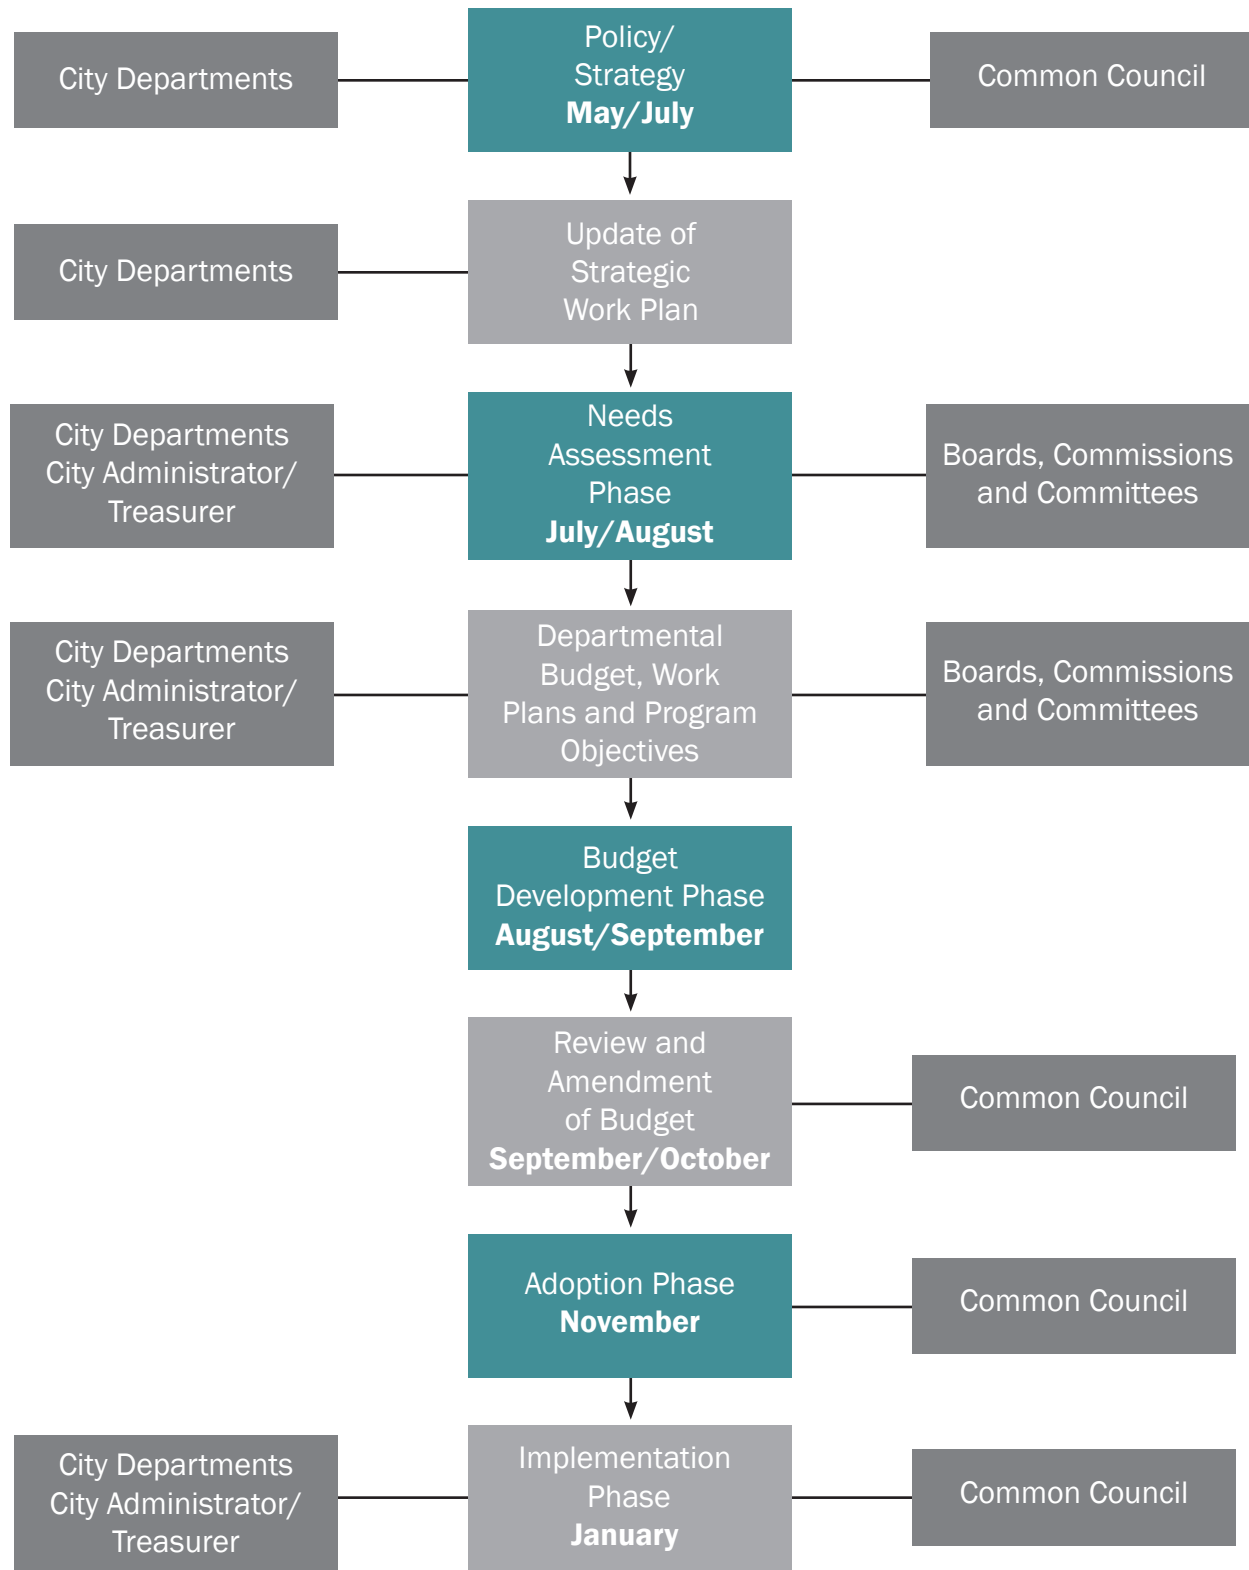 City Departments
Policy/
Strategy
May/July
Common Council
City Departments
Update of
Strategic
Work Plan
City Departments
City Administrator/
Treasurer
Needs
Assessment
Phase
July/August
Boards, Commissions
and Committees
City Departments
City Administrator/
Treasurer
Departmental
Budget, Work
Plans and Program
Objectives
Boards, Commissions
and Committees
Budget
Development Phase
August/September
Review and
Amendment
of Budget
September/October
Common Council
Adoption Phase
November
Common Council
City Departments
City Administrator/
Treasurer
Implementation
Phase
January
Common Council